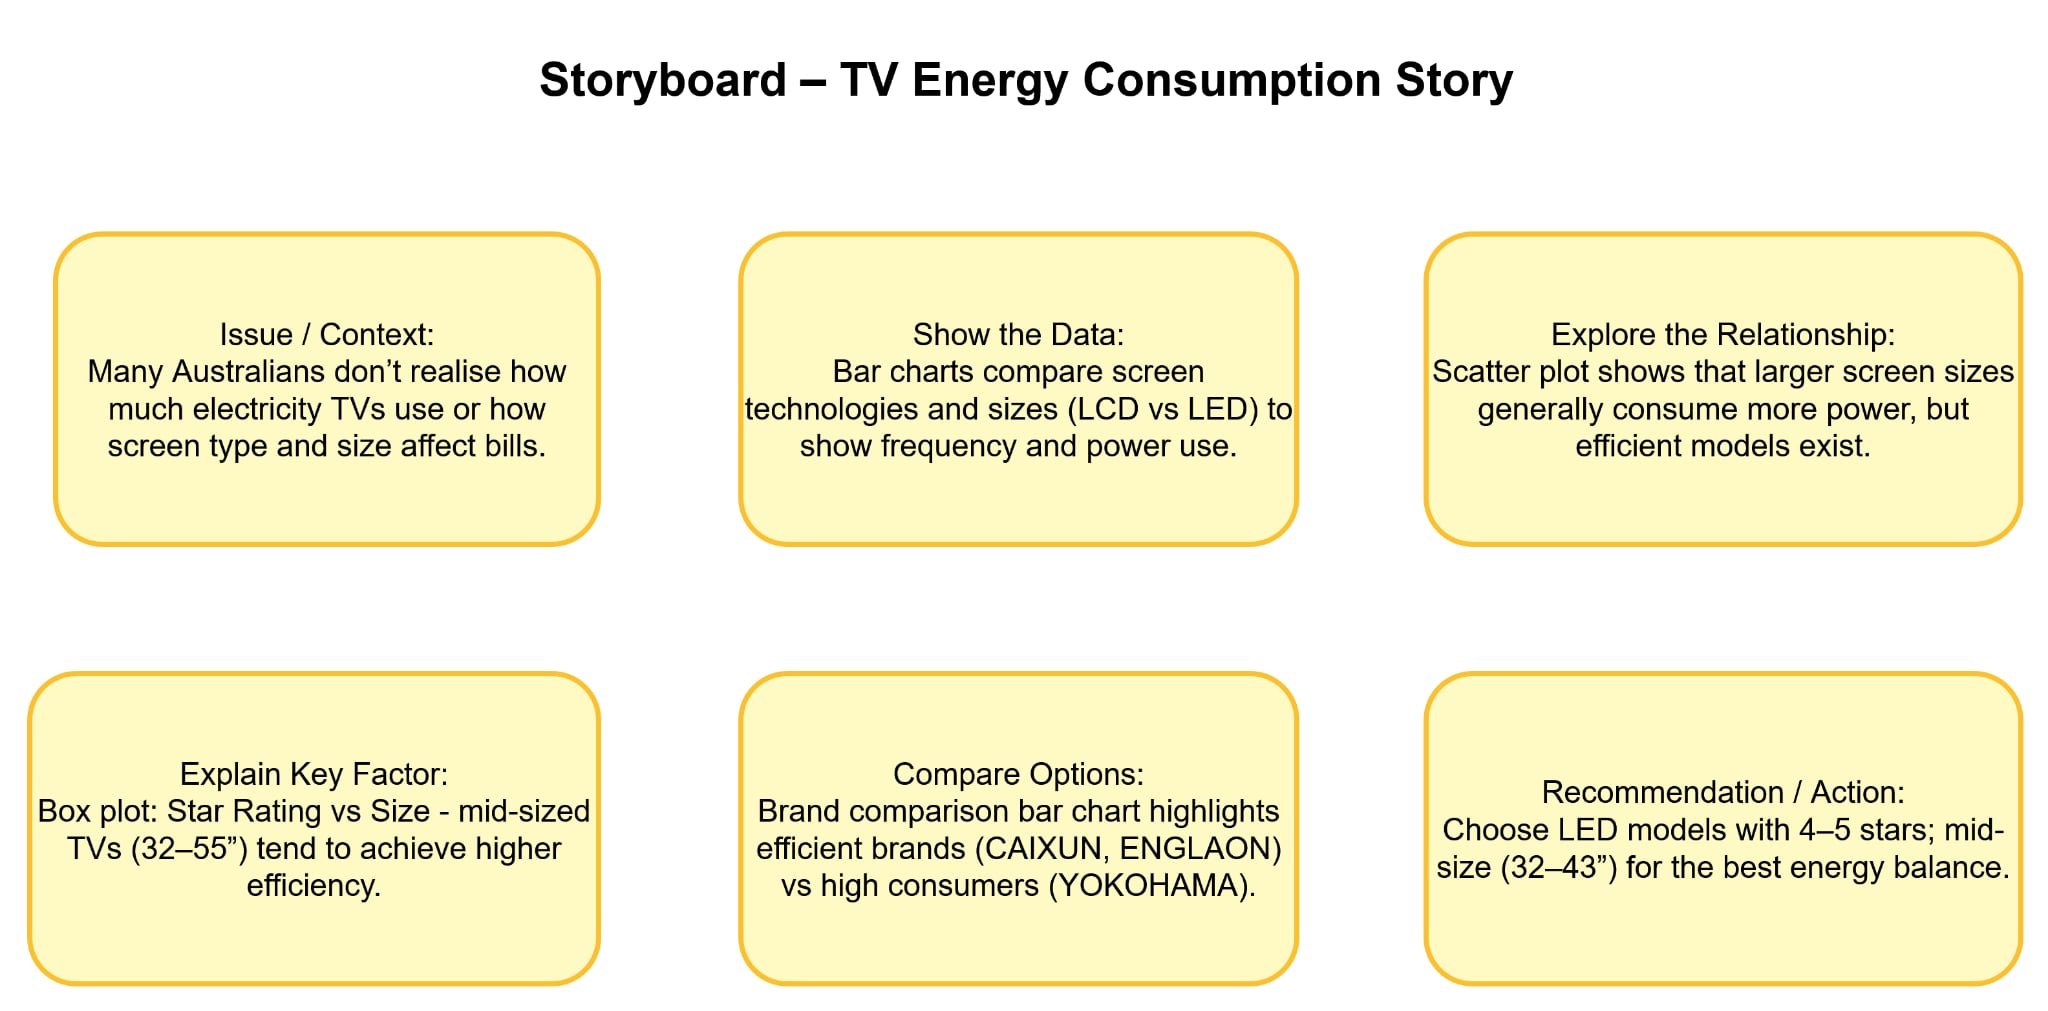 Storyboard – TV Energy Consumption Story
Issue / Context:
Many Australians don’t realise how
much electricity TVs use or how
screen type and size affect bills.
Show the Data:
Bar charts compare screen
technologies and sizes (LCD vs LED) to
show frequency and power use.
Explore the Relationship:
Scatter plot shows that larger screen sizes
generally consume more power, but
efficient models exist.
Explain Key Factor:
Box plot: Star Rating vs Size - mid-sized
TVs (32–55”) tend to achieve higher
efficiency.
Compare Options:
Brand comparison bar chart highlights
efficient brands (CAIXUN, ENGLAON)
vs high consumers (YOKOHAMA).
Recommendation / Action:
Choose LED models with 4–5 stars; mid-
size (32–43”) for the best energy balance.